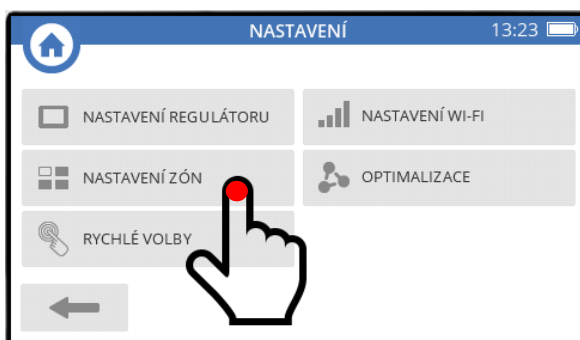 NASTAVENÍ 13:23
NASTAVENÍ REGULÁTORU
NASTAVENÍ WI-FI
NASTAVENÍ ZÓN
OPTIMALIZACE
RYCHLÉ VOLBY